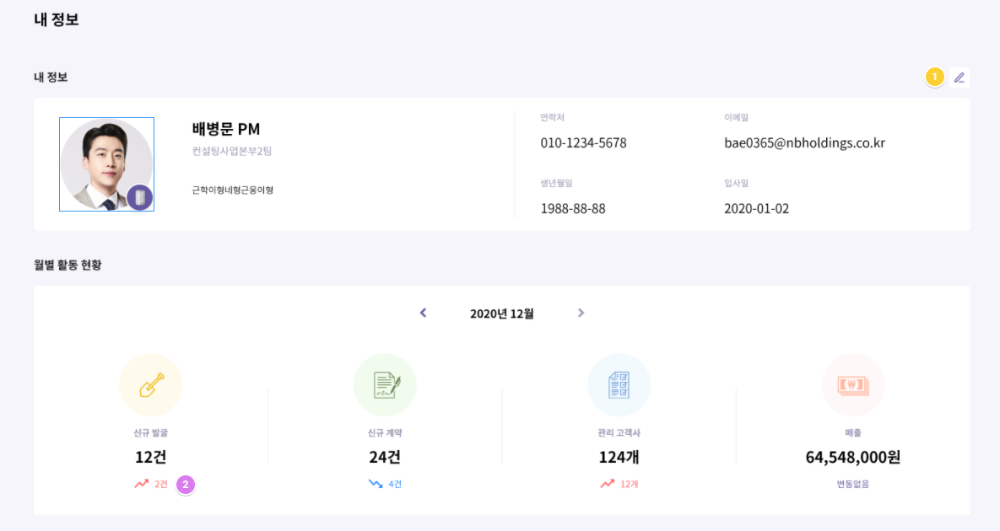 내 정보
내 정보
1
배병문 PM
컨설팅사업본부2팀
근학이형네형근웅이형
연락처
010-1234-5678
이메일
bae0365@nbholdings.co.kr
생년월일
1988-88-88
입사일
2020-01-02
월별 활동 현황
2020년 12월
신규 발굴
12건
2건
2
신규 계약
24건
4건
관리 고객사
124개
12개
매출
64,548,000원
변동없음